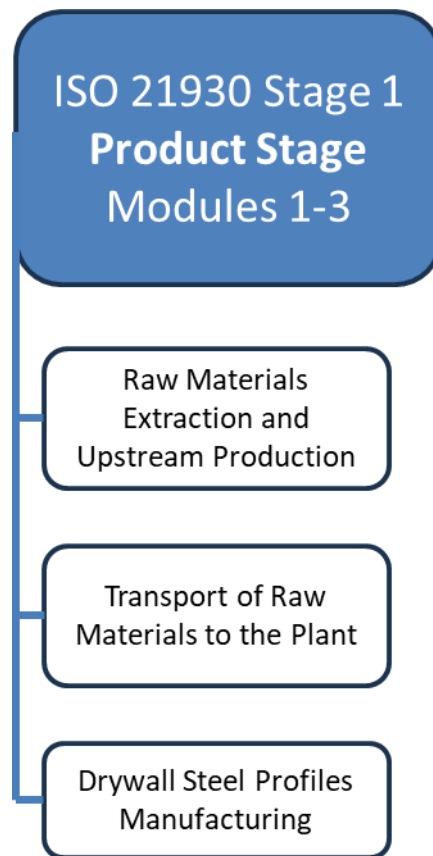 ISO 21930 Stage 1
Product Stage
Modules 1-3
Raw Materials
Extraction and
Upstream Production
Transport of Raw
Materials to the Plant
Drywall Steel Profiles
Manufacturing